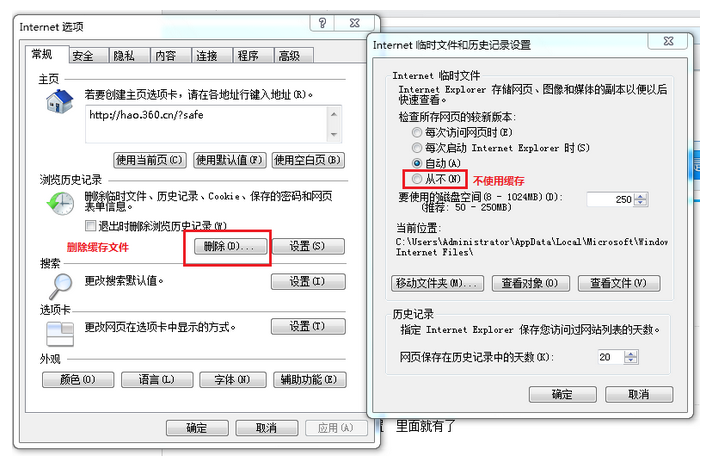 Internet 选项
常规 安全 隐私 内容 连接 程序 高级
主页
若要创建主页选项卡，请在各地址行键入地址(R)。
http://hao.360.cn/?safe
使用当前页(C) 使用默认值(F) 使用空白页(B)
浏览历史记录
删除临时文件、历史记录、Cookie、保存的密码和网页
表单信息。
退出时删除浏览历史记录(W)
删除缓存文件
删除(D)... 设置(S)
搜索
更改搜索默认值。 设置(I)
选项卡
更改网页在选项卡中显示的方式。 设置(T)
外观
颜色(O) 语言(L) 字体(N) 辅助功能(E)
确定 取消 应用(A)
Internet 临时文件和历史记录设置
Internet 临时文件
Internet Explorer 存储网页、图像和媒体的副本以便以后
快速查看。
检查所存网页的较新版本:
每次访问网页时(E)
每次启动 Internet Explorer 时(S)
自动(A)
从不(N) 不使用缓存
要使用的磁盘空间(8 - 1024MB)(D): 250
(推荐: 50 - 250MB)
当前位置:
C:\Users\Administrator\AppData\Local\Microsoft\Window
Internet Files\
移动文件夹(M)... 查看对象(O) 查看文件(V)
历史记录
指定 Internet Explorer 保存您访问过网站列表的天数。
网页保存在历史记录中的天数(K): 20
确定 取消
里面就有了